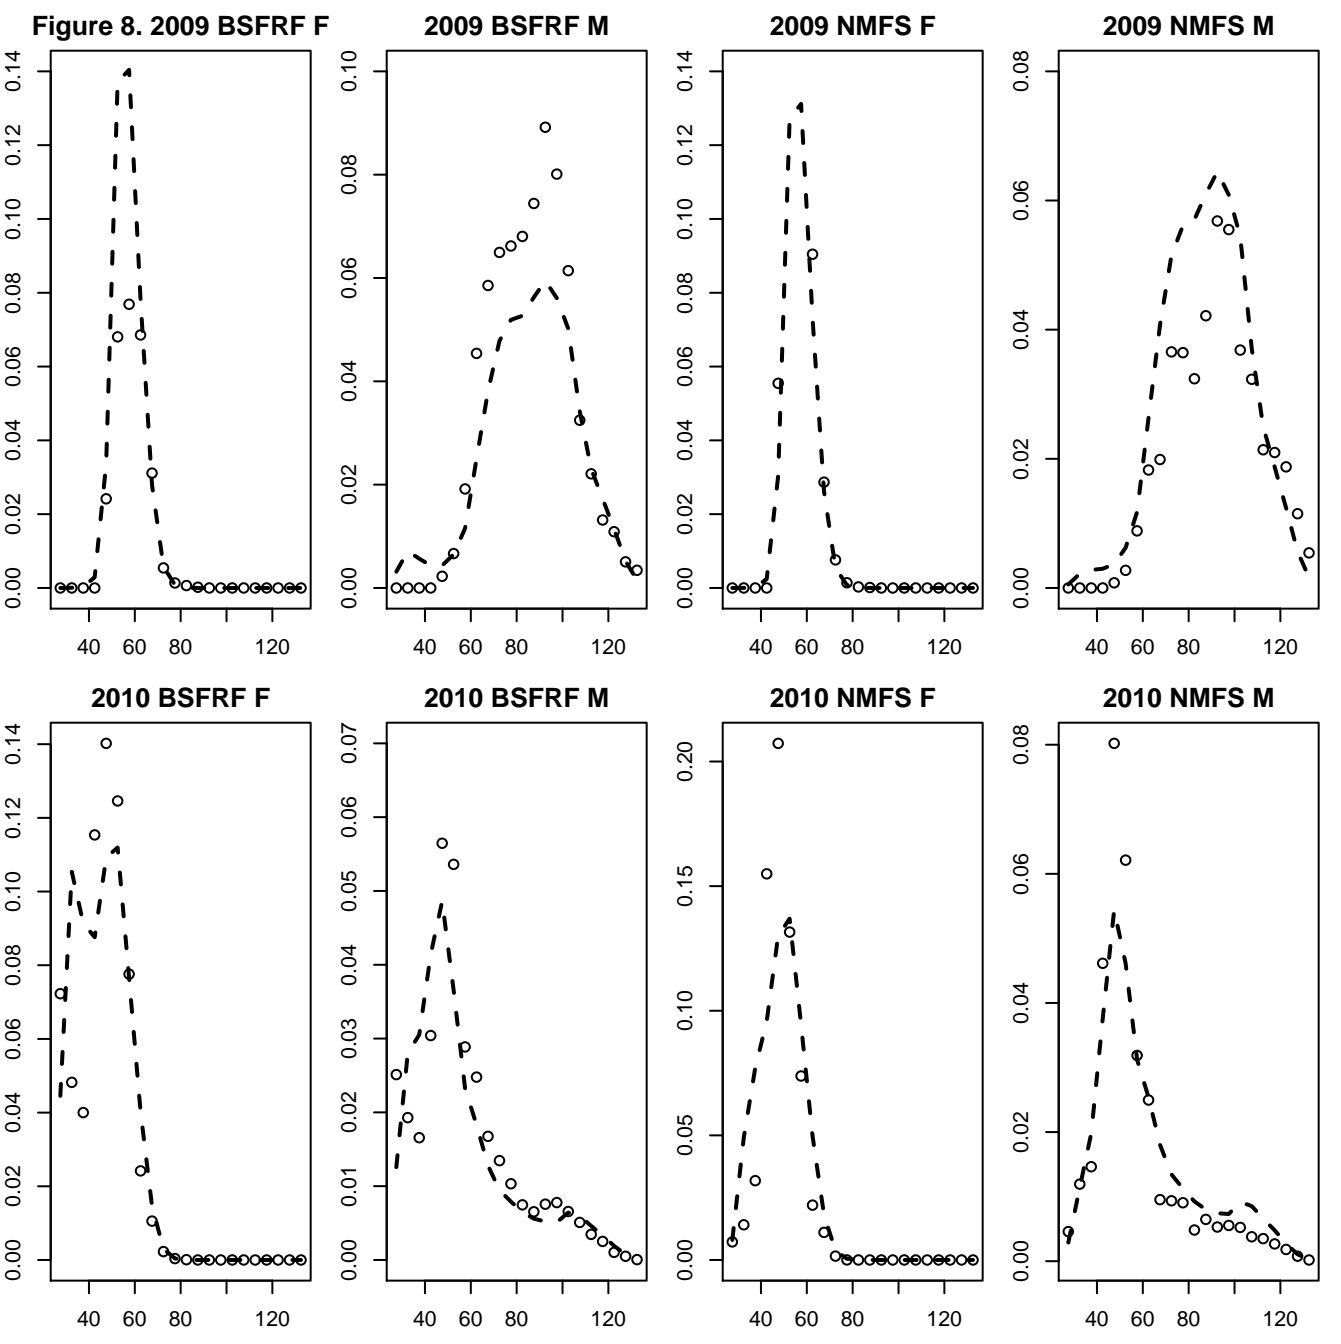 Figure 8. 2009 BSFRF F
0.00 0.02 0.04 0.06 0.08 0.10 0.12 0.14
40 60 80 120
2009 BSFRF M
0.00 0.02 0.04 0.06 0.08 0.10
40 60 80 120
2009 NMFS F
0.00 0.02 0.04 0.06 0.08 0.10 0.12 0.14
40 60 80 120
2009 NMFS M
0.00 0.02 0.04 0.06 0.08
40 60 80 120
2010 BSFRF F
0.00 0.02 0.04 0.06 0.08 0.10 0.12 0.14
40 60 80 120
2010 BSFRF M
0.00 0.01 0.02 0.03 0.04 0.05 0.06 0.07
40 60 80 120
2010 NMFS F
0.00 0.05 0.10 0.15 0.20
40 60 80 120
2010 NMFS M
0.00 0.02 0.04 0.06 0.08
40 60 80 120